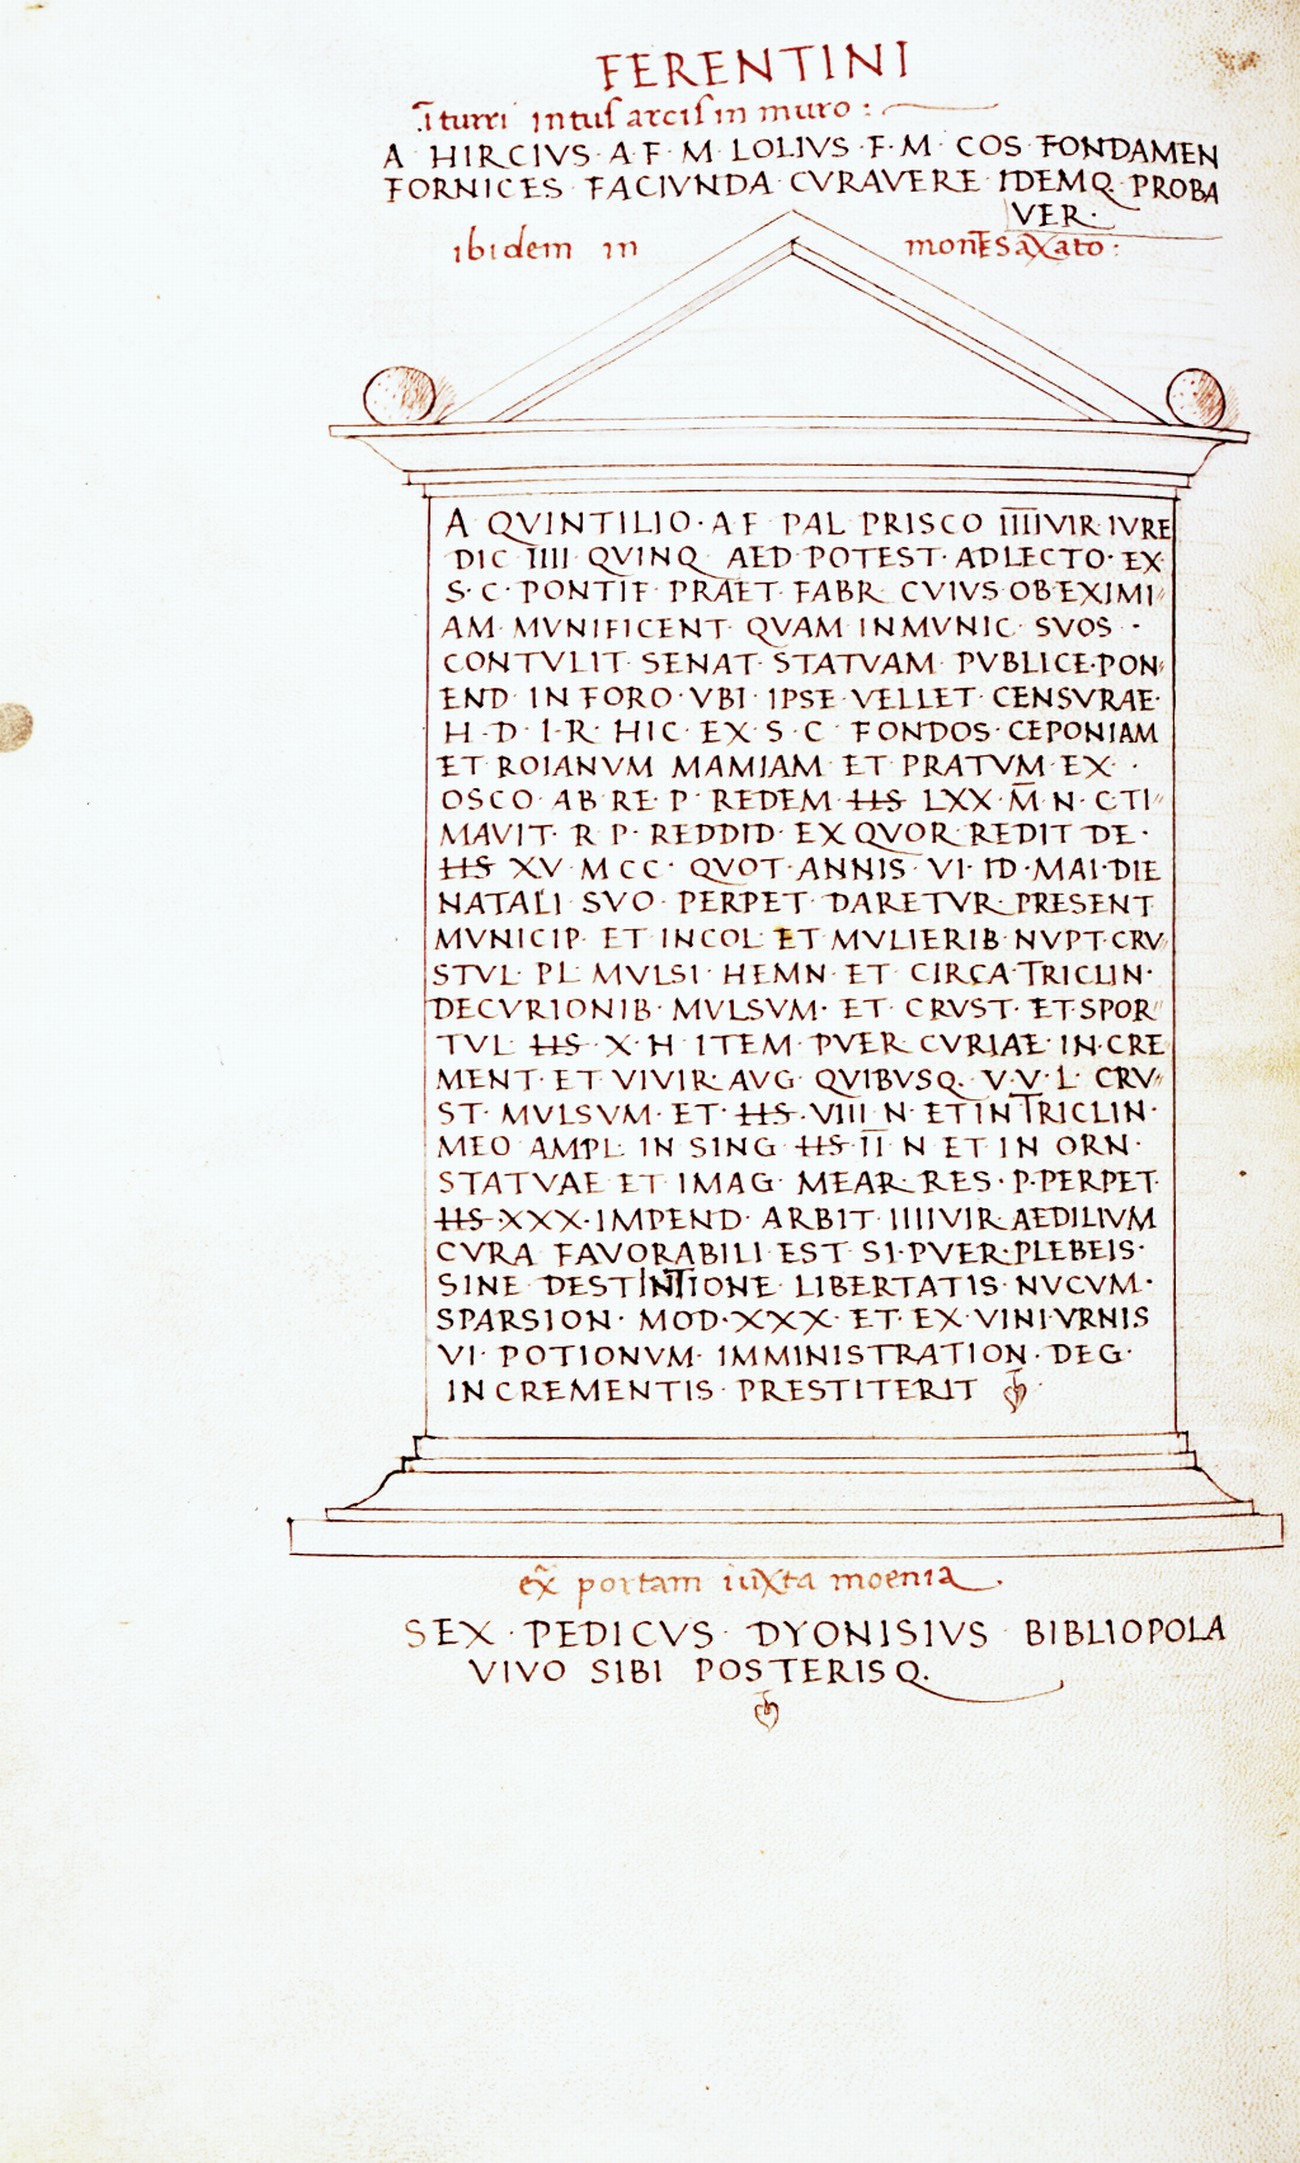 FERENTINI
ī turri intus arcis in muro :
A · HIRCIVS · A · F · M · LOLIVS · F · M · COS · FONDAMEN
FORNICES · FACIVNDA · CVRAVERE · IDEMQ · PROBA
VER ·
ibidem in monte saxato :
A · QVINTILIO · A F · PAL · PRISCO I̅I̅I̅I̅VIR · IVRE
DIC · IIII · QVINQ · AED · POTEST · ADLECTO · EX ·
S · C · PONTIF · PRAET · FABR · CVIVS · OB · EXIMI〃
AM · MVNIFICENT · QVAM · IN MVNIC · SVOS ·
CONTVLIT · SENAT · STATVAM · PVBLICE · PON〃
END · IN FORO · VBI · IPSE · VELLET · CENSVRAE ·
H · D · I · R · HIC · EX · S · C · FONDOS · CEPONIAM
ET ROIANVM MAMIAM · ET · PRATVM · EX · ·
OSCO · AB · RE · P · REDEM · HS LXX · M̅ · N · C · TI〃
MAVIT · R P · REDDID · EX QVOR · REDIT DE ·
HS XV · M CC · QVOT · ANNIS · VI · ID · MAI · DIE
NATALI · SVO · PERPET · DARETVR · PRESENT
MVNICIP · ET INCOL · ET MVLIERIB · NVPT · CRV〃
STVL · PL · MVLSI · HEMN · ET · CIRCA · TRICLIN ·
DECVRIONIB · MVLSVM · ET · CRVST · ET · SPOR〃
TVL · HS · X · H · ITEM · PVER · CVRIAE · IN · CRE
MENT · ET VIVIR · AVG · QVIBVSQ · V · V · L · CRV〃
ST · MVLSVM · ET · HS · VIII · N · ET IN TRICLIN ·
MEO AMPL · IN SING · HS · I̅I̅ · N · ET · IN ORN ·
STATVAE · ET · IMAG · MEAR · RES · P · PERPET ·
HS · XXX · IMPEND · ARBIT · IIIIVIR · AEDILIVM
CVRA FAVORABILI · EST SI · PVER · PLEBEIS ·
SINE DESTINTIONE · LIBERTATIS · NVCVM ·
SPARSION · MOD · XXX · ET · EX · VINI · VRNIS
VI · POTIONVM · IMMINISTRATION · DEG ·
IN CREMENTIS · PRESTITERIT ❦ ·
ex̄ portam iuxta moenia .
SEX · PEDICVS · DYONISIVS · BIBLIOPOLA
VIVO SIBI POSTERISQ.
❦